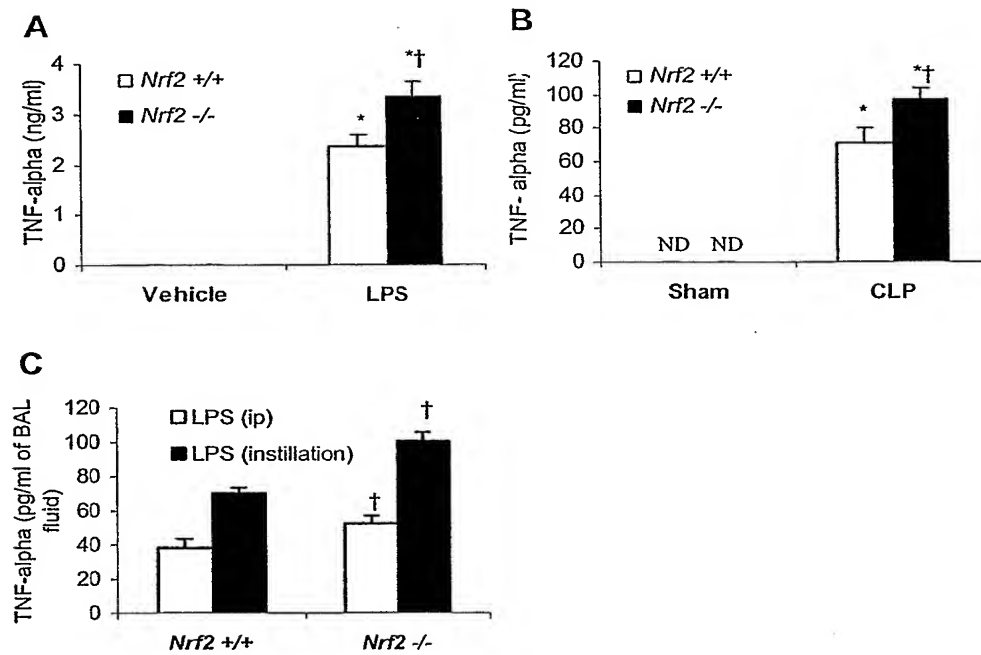 A
TNF-alpha (ng/ml)
4
3
2
1
0
Nrf2 +/+
Nrf2 -/-
*
*†
Vehicle
LPS
B
TNF- alpha (pg/ml)
120
100
80
60
40
20
0
Nrf2 +/+
Nrf2 -/-
ND
ND
*
*†
Sham
CLP
C
TNF-alpha (pg/ml of BAL
fluid)
120
100
80
60
40
20
0
LPS (ip)
LPS (instillation)
†
†
Nrf2 +/+
Nrf2 -/-